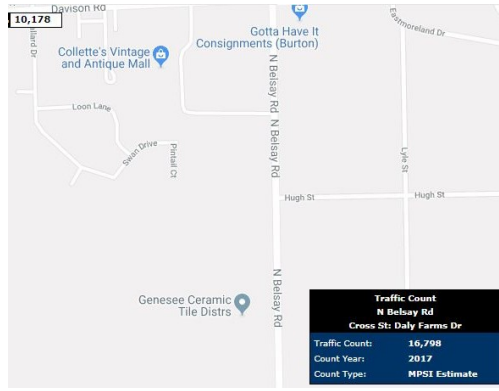 Davison Rd
10,178
Gotta Have It
Consignments (Burton)
Eastmoreland Dr
Collette's Vintage
and Antique Mall
N Belsay Rd
N Belsay Rd
Loon Lane
Swan Drive
Pintail Ct
Lyle St
Hugh St
Hugh St
N Belsay Rd
Genesee Ceramic
Tile Distrs
Traffic Count
N Belsay Rd
Cross St: Daly Farms Dr
Traffic Count: 16,798
Count Year: 2017
Count Type: MPSI Estimate